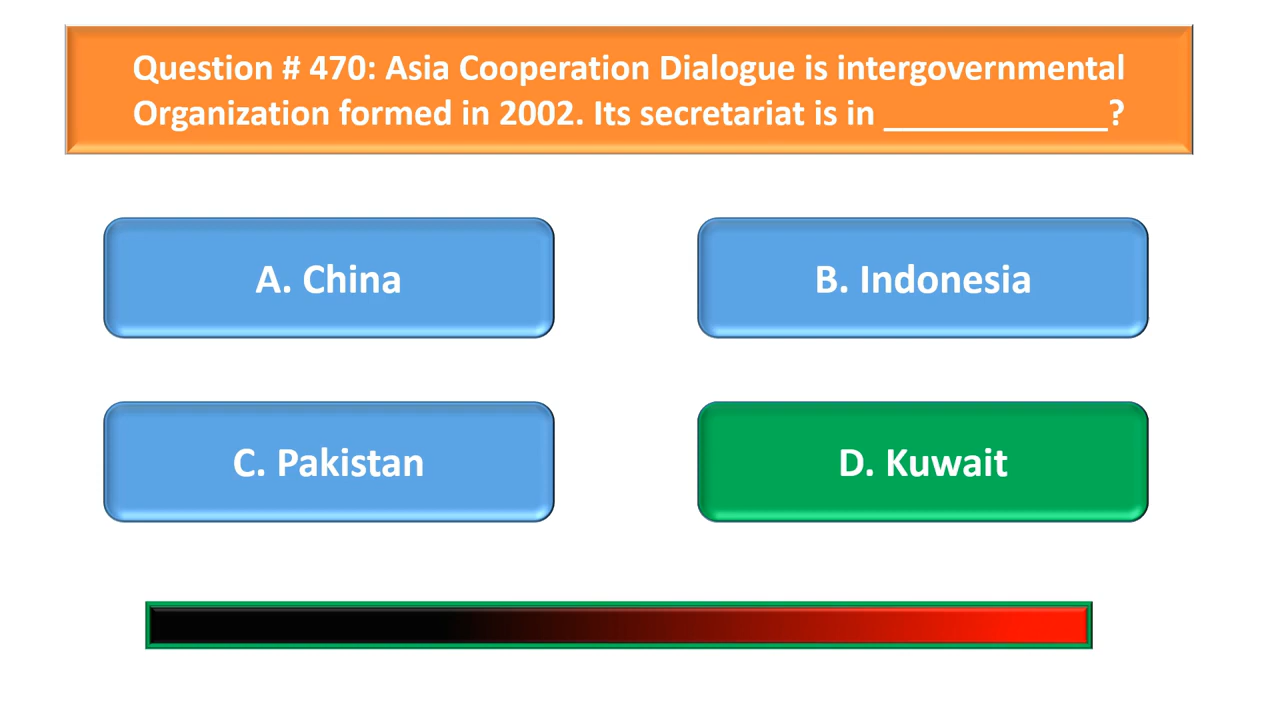 Question # 470: Asia Cooperation Dialogue is intergovernmental
Organization formed in 2002. Its secretariat is in ____________?
A. China
B. Indonesia
C. Pakistan
D. Kuwait